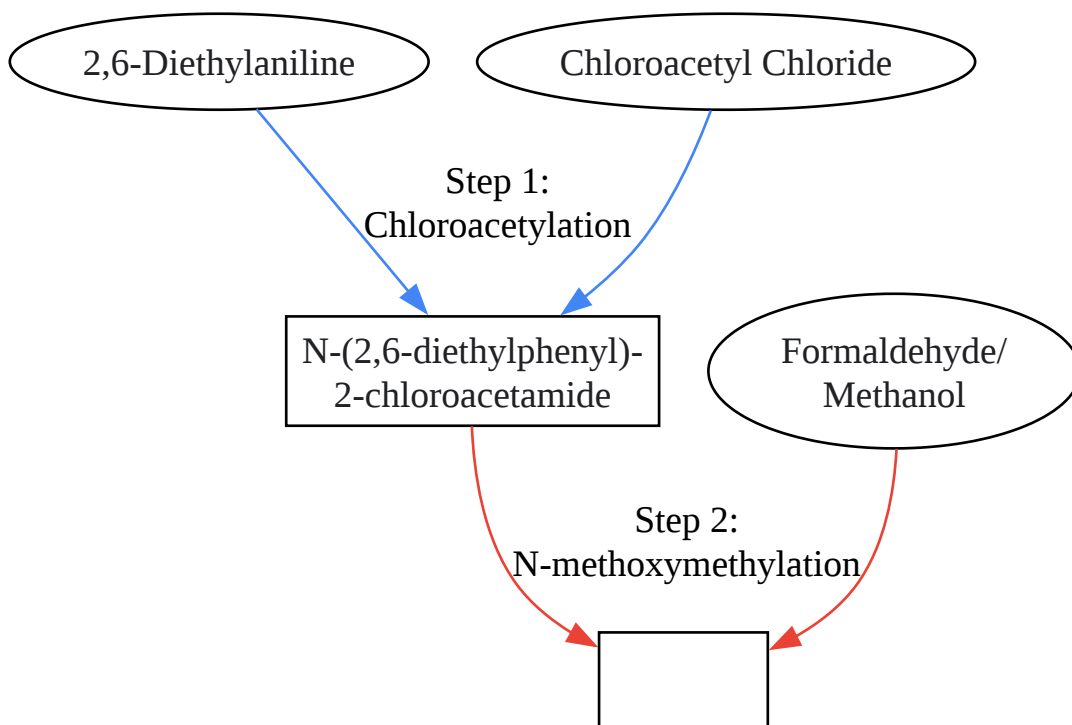 2,6-Diethylaniline
Chloroacetyl Chloride
Step 1:
Chloroacetylation
N-(2,6-diethylphenyl)-
2-chloroacetamide
Formaldehyde/
Methanol
Step 2:
N-methoxymethylation